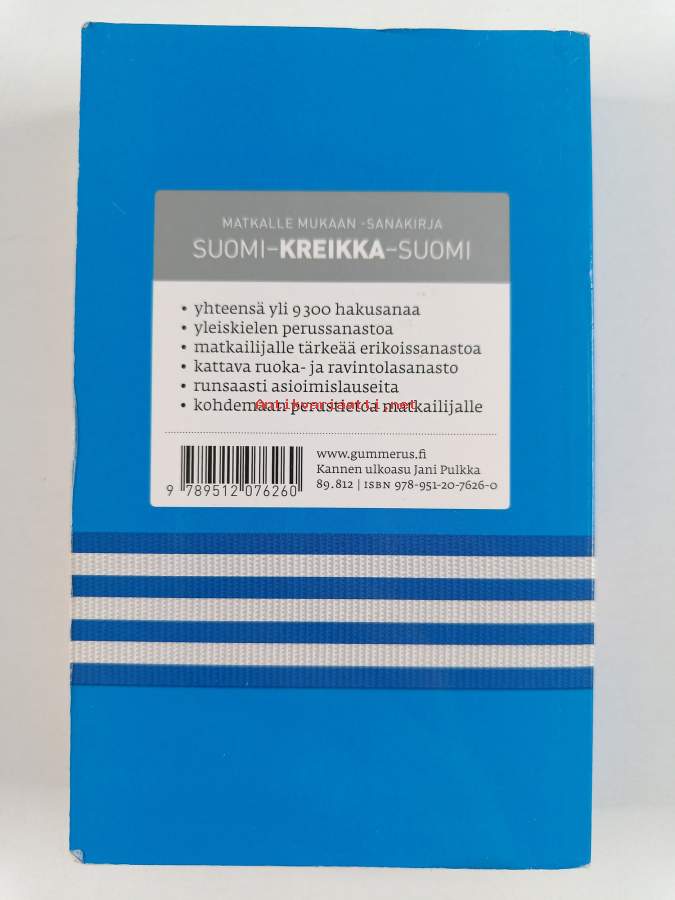 MATKALLE MUKAAN -SANAKIRJA
SUOMI–KREIKKA–SUOMI
• yhteensä yli 9300 hakusanaa
• yleiskielen perussanastoa
• matkailijalle tärkeää erikoissanastoa
• kattava ruoka- ja ravintolasanasto
• runsaasti asioimislauseita
• kohdemaan perustietoa matkailijalle
Antikvariaatti.net
www.gummerus.fi
Kannen ulkoasu Jani Pulkka
89.812 | ISBN 978-951-20-7626-0
9 789512 076260